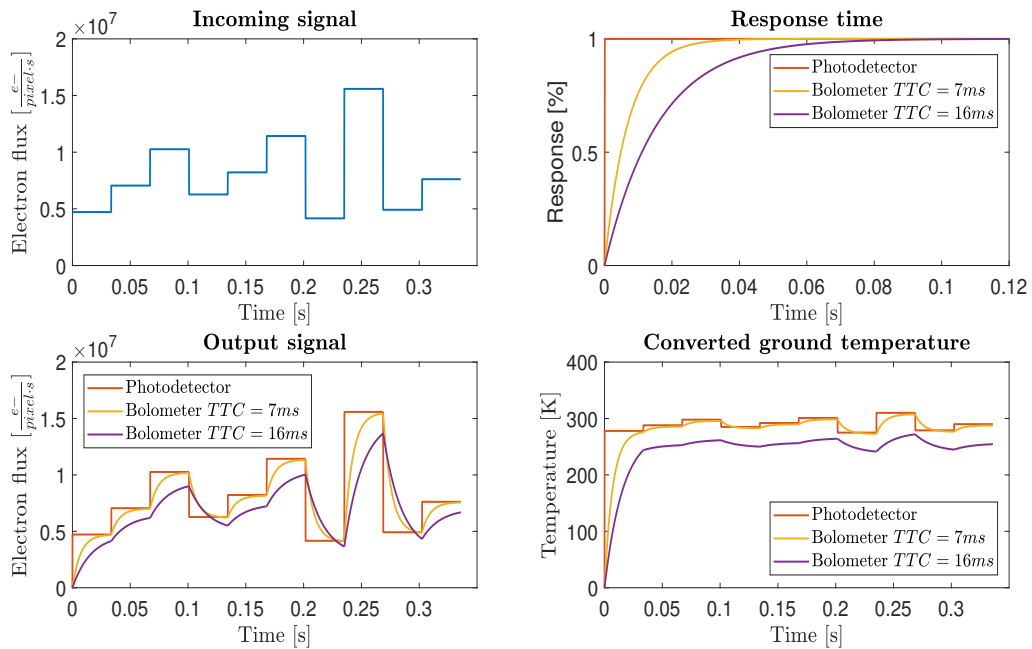 Incoming signal
×10⁷
2
1.5
1
0.5
0
Electron flux [e−/pixel·s]
0 0.05 0.1 0.15 0.2 0.25 0.3
Time [s]
Response time
1
0.5
0
Response [%]
Photodetector
Bolometer TTC = 7ms
Bolometer TTC = 16ms
0 0.02 0.04 0.06 0.08 0.1 0.12
Time [s]
Output signal
×10⁷
2
1.5
1
0.5
0
Electron flux [e−/pixel·s]
Photodetector
Bolometer TTC = 7ms
Bolometer TTC = 16ms
0 0.05 0.1 0.15 0.2 0.25 0.3
Time [s]
Converted ground temperature
400
300
200
100
0
Temperature [K]
Photodetector
Bolometer TTC = 7ms
Bolometer TTC = 16ms
0 0.05 0.1 0.15 0.2 0.25 0.3
Time [s]